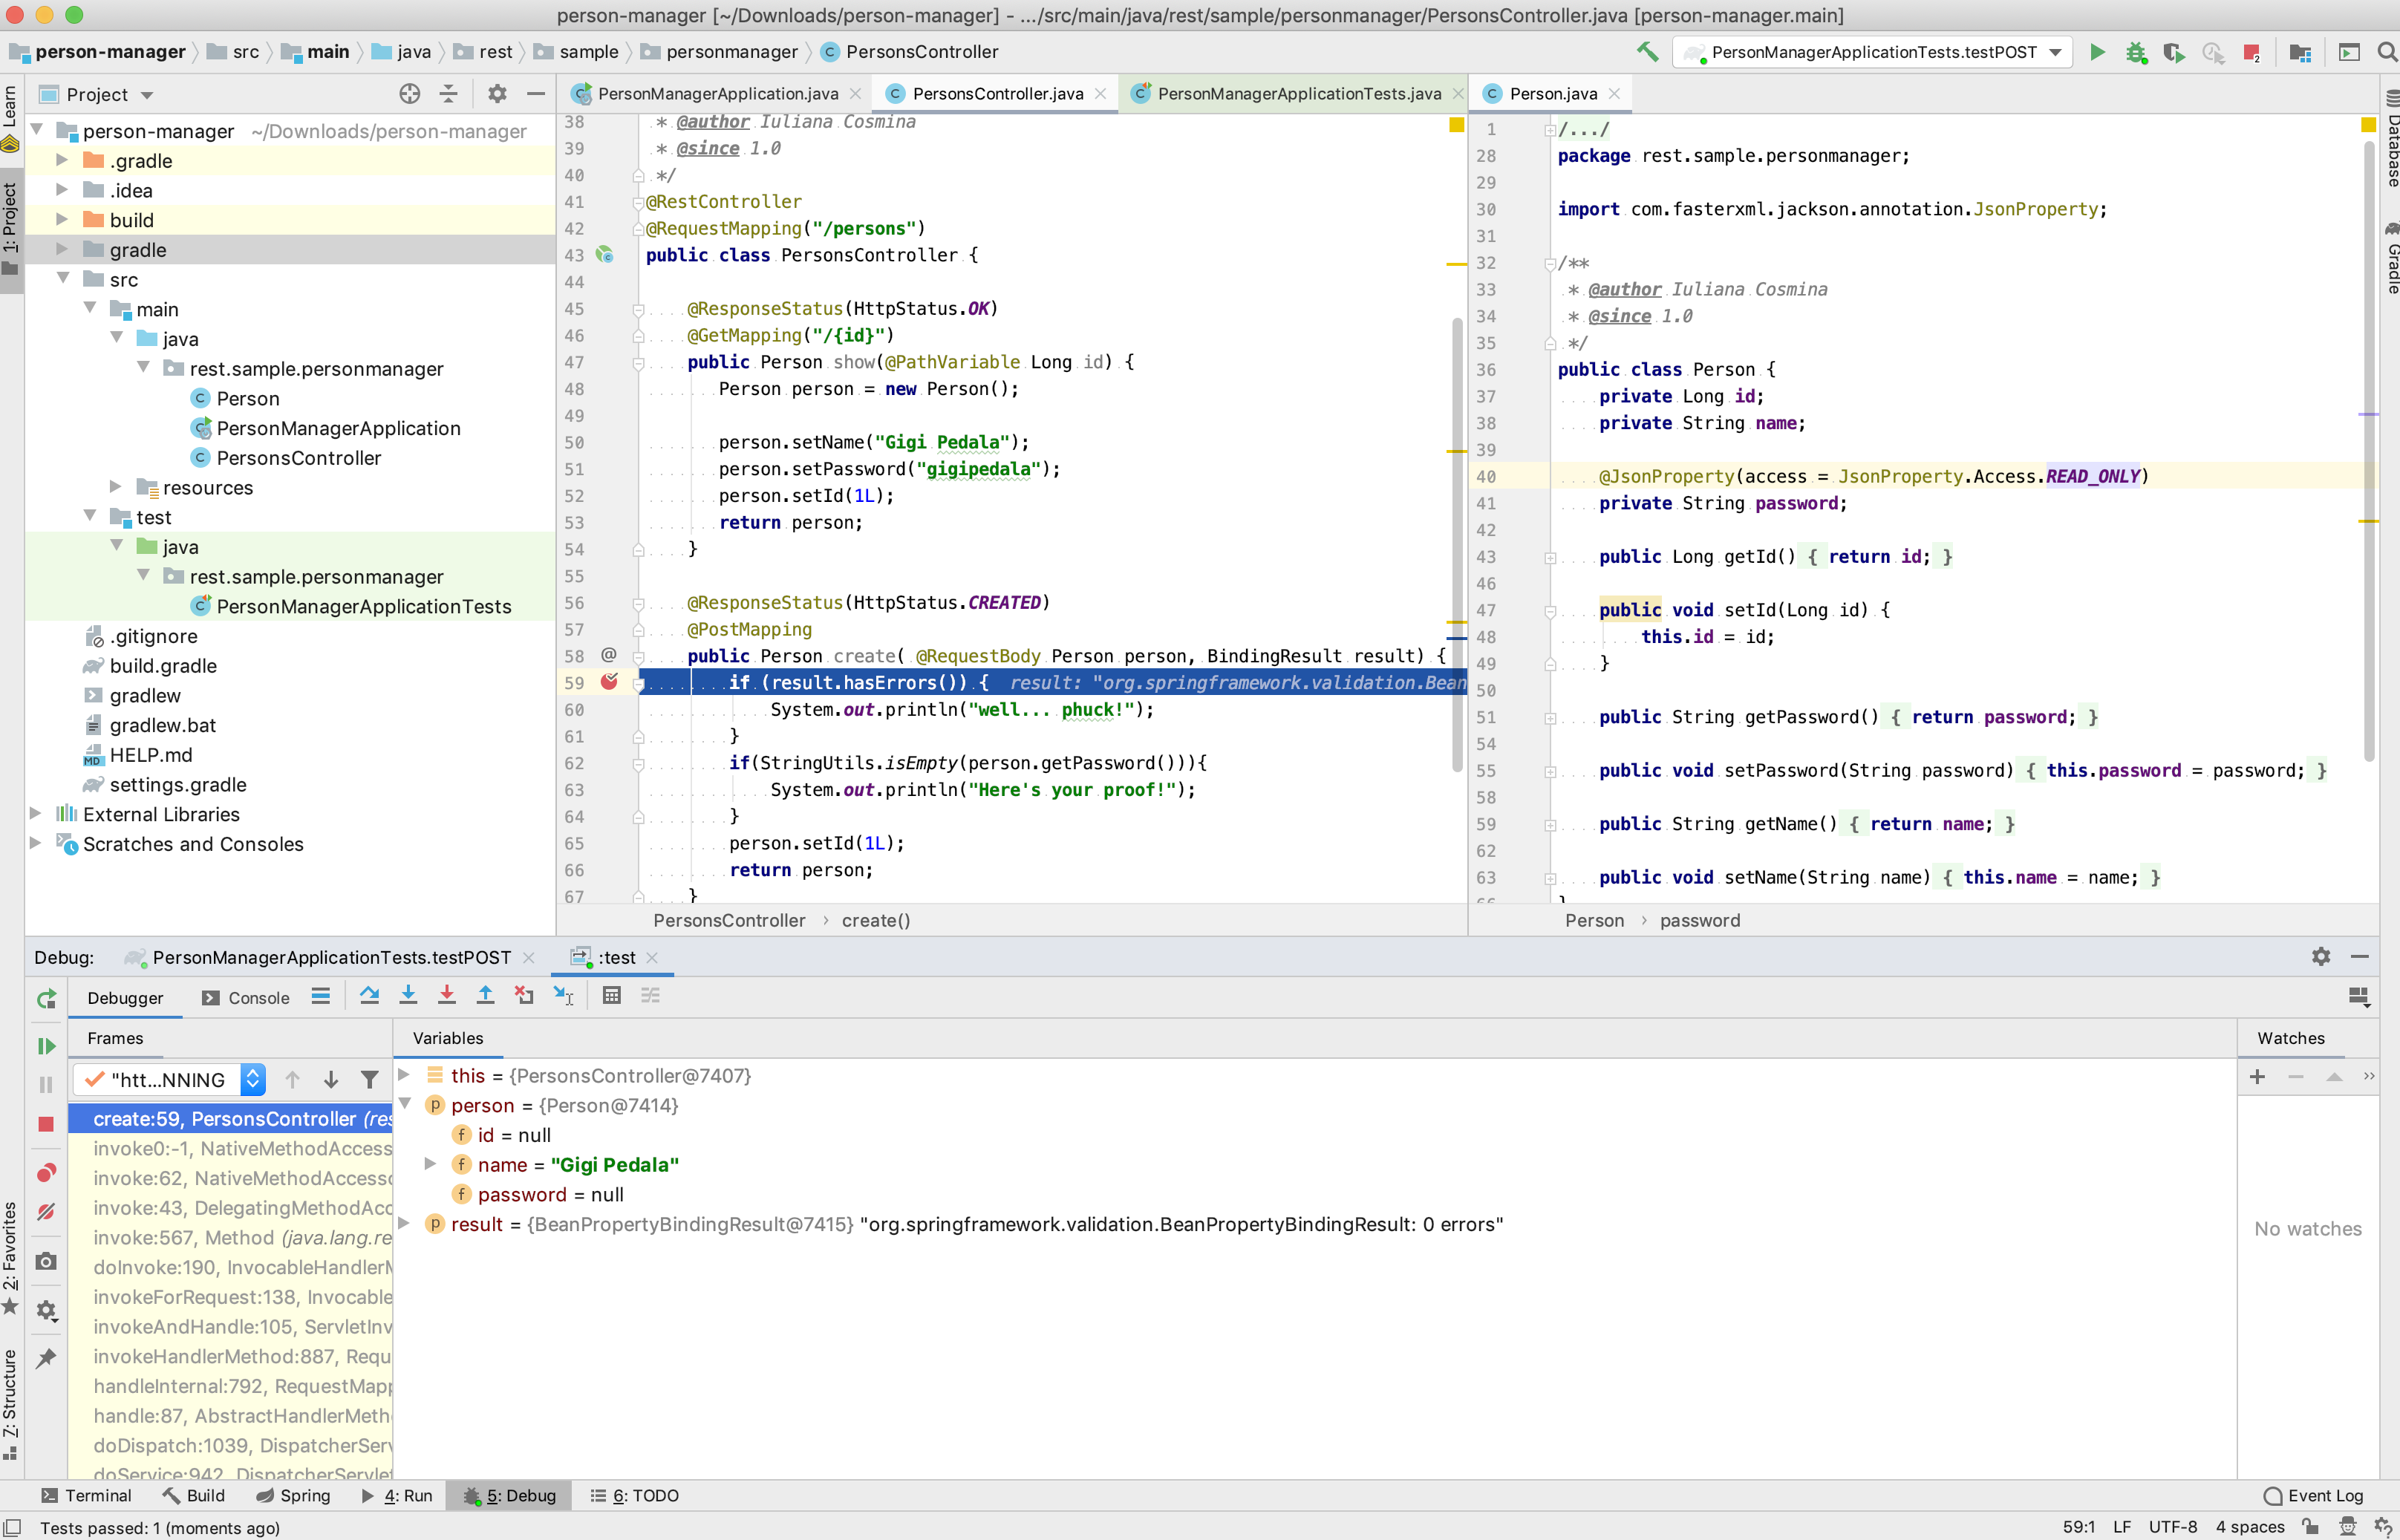 person-manager [~/Downloads/person-manager] - .../src/main/java/rest/sample/personmanager/PersonsController.java [person-manager.main]
person-manager src main java rest sample personmanager PersonsController
PersonManagerApplicationTests.testPOST
Learn
1: Project
2: Favorites
Z: Structure
Project
person-manager ~/Downloads/person-manager
.gradle
.idea
build
gradle
src
main
java
rest.sample.personmanager
Person
PersonManagerApplication
PersonsController
resources
test
java
rest.sample.personmanager
PersonManagerApplicationTests
.gitignore
build.gradle
gradlew
gradlew.bat
HELP.md
settings.gradle
External Libraries
Scratches and Consoles
PersonManagerApplication.java PersonsController.java PersonManagerApplicationTests.java
38 * @author Iuliana Cosmina
39 * @since 1.0
40 */
41 @RestController
42 @RequestMapping("/persons")
43 public class PersonsController {
44
45 @ResponseStatus(HttpStatus.OK)
46 @GetMapping("/{id}")
47 public Person show(@PathVariable Long id) {
48 Person person = new Person();
49
50 person.setName("Gigi Pedala");
51 person.setPassword("gigipedala");
52 person.setId(1L);
53 return person;
54 }
55
56 @ResponseStatus(HttpStatus.CREATED)
57 @PostMapping
58 @ public Person create( @RequestBody Person person, BindingResult result) {
59 if (result.hasErrors()) { result: "org.springframework.validation.Bean
60 System.out.println("well... phuck!");
61 }
62 if(StringUtils.isEmpty(person.getPassword())){
63 System.out.println("Here's your proof!");
64 }
65 person.setId(1L);
66 return person;
67 }
PersonsController > create()
Person.java
1 /.../
28 package rest.sample.personmanager;
29
30 import com.fasterxml.jackson.annotation.JsonProperty;
31
32 /**
33 * @author Iuliana Cosmina
34 * @since 1.0
35 */
36 public class Person {
37 private Long id;
38 private String name;
39
40 @JsonProperty(access = JsonProperty.Access.READ_ONLY)
41 private String password;
42
43 public Long getId() { return id; }
46
47 public void setId(Long id) {
48 this.id = id;
49 }
50
51 public String getPassword() { return password; }
54
55 public void setPassword(String password) { this.password = password; }
58
59 public String getName() { return name; }
62
63 public void setName(String name) { this.name = name; }
66 }
Person > password
Database
Gradle
Debug: PersonManagerApplicationTests.testPOST :test
Debugger Console
Frames
"htt...NNING
create:59, PersonsController (res
invoke0:-1, NativeMethodAccess
invoke:62, NativeMethodAccesso
invoke:43, DelegatingMethodAcc
invoke:567, Method (java.lang.re
doInvoke:190, InvocableHandlerM
invokeForRequest:138, Invocable
invokeAndHandle:105, ServletInv
invokeHandlerMethod:887, Requ
handleInternal:792, RequestMapp
handle:87, AbstractHandlerMeth
doDispatch:1039, DispatcherServ
doService:942, DispatcherServlet
Variables
this = {PersonsController@7407}
p person = {Person@7414}
f id = null
f name = "Gigi Pedala"
f password = null
p result = {BeanPropertyBindingResult@7415} "org.springframework.validation.BeanPropertyBindingResult: 0 errors"
Watches
No watches
Terminal Build Spring 4: Run 5: Debug 6: TODO Event Log
Tests passed: 1 (moments ago) 59:1 LF UTF-8 4 spaces